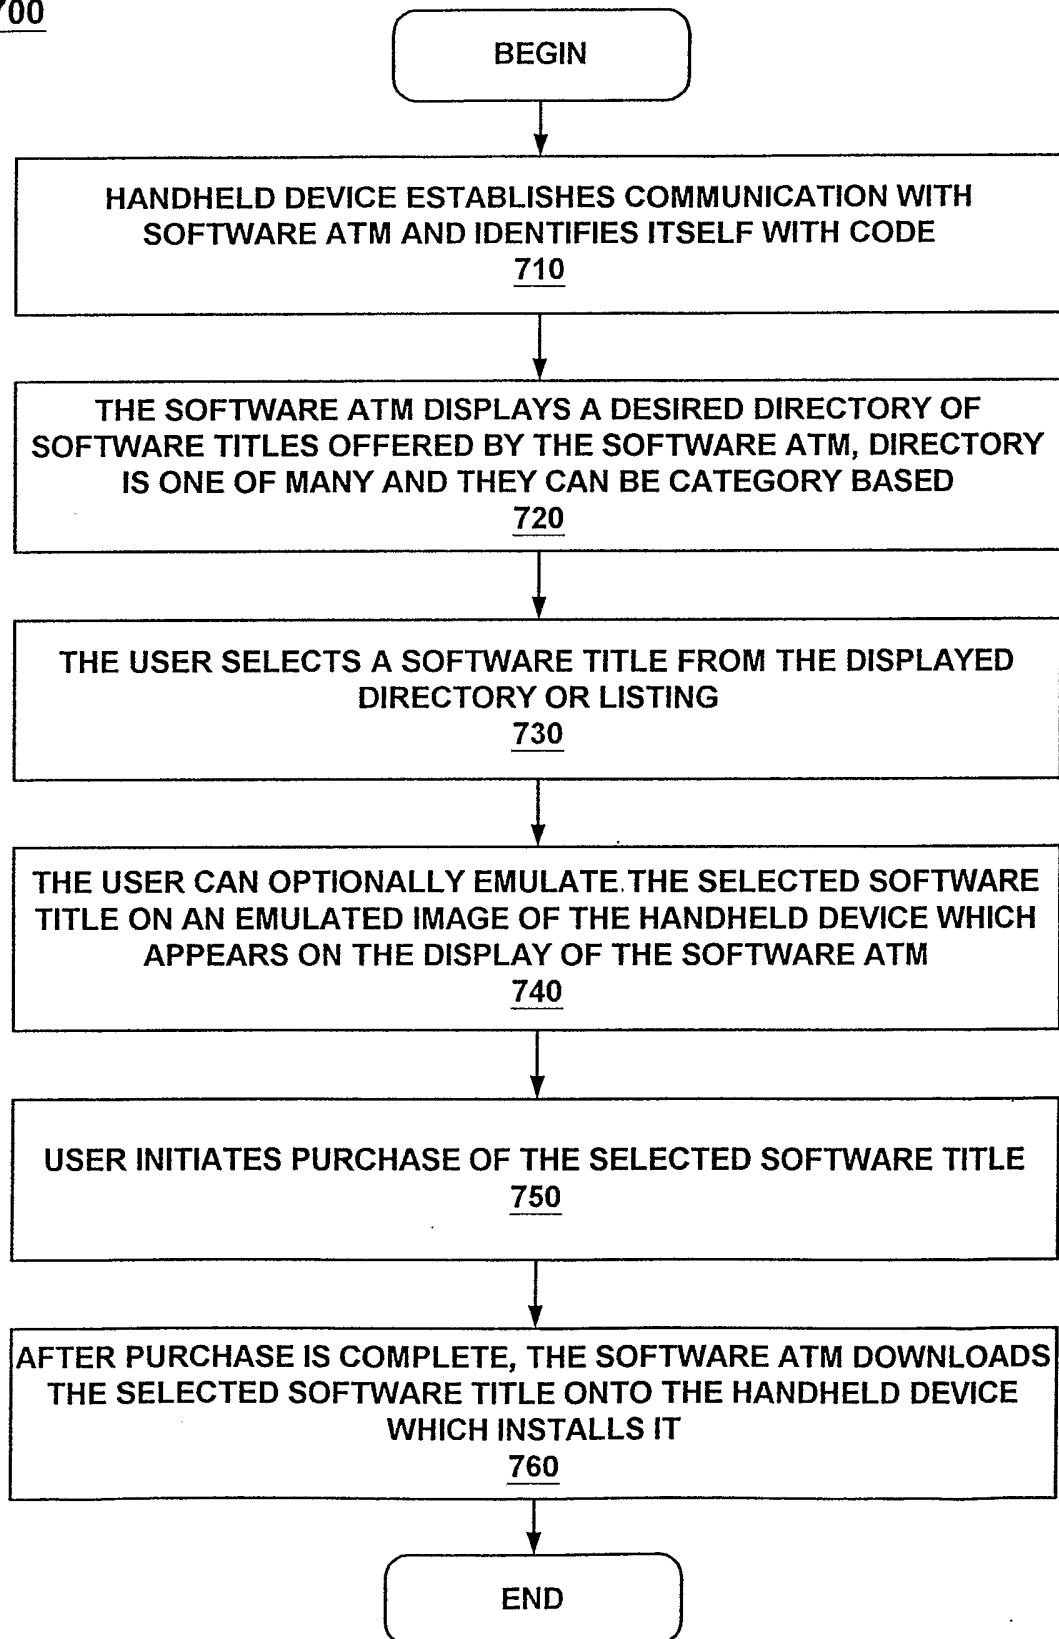 700
BEGIN
HANDHELD DEVICE ESTABLISHES COMMUNICATION WITH
SOFTWARE ATM AND IDENTIFIES ITSELF WITH CODE
710
THE SOFTWARE ATM DISPLAYS A DESIRED DIRECTORY OF
SOFTWARE TITLES OFFERED BY THE SOFTWARE ATM, DIRECTORY
IS ONE OF MANY AND THEY CAN BE CATEGORY BASED
720
THE USER SELECTS A SOFTWARE TITLE FROM THE DISPLAYED
DIRECTORY OR LISTING
730
THE USER CAN OPTIONALLY EMULATE THE SELECTED SOFTWARE
TITLE ON AN EMULATED IMAGE OF THE HANDHELD DEVICE WHICH
APPEARS ON THE DISPLAY OF THE SOFTWARE ATM
740
USER INITIATES PURCHASE OF THE SELECTED SOFTWARE TITLE
750
AFTER PURCHASE IS COMPLETE, THE SOFTWARE ATM DOWNLOADS
THE SELECTED SOFTWARE TITLE ONTO THE HANDHELD DEVICE
WHICH INSTALLS IT
760
END